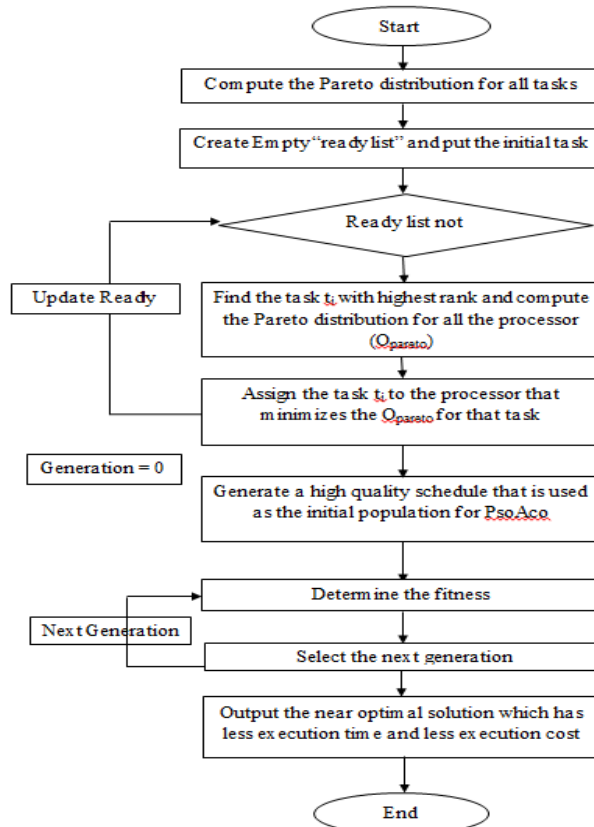 Start
Compute the Pareto distribution for all tasks
Create Empty “ready list” and put the initial task
Ready list not
Update Ready
Find the task ti with highest rank and compute
the Pareto distribution for all the processor
(Opareto)
Assign the task ti to the processor that
minimizes the Opareto for that task
Generation = 0
Generate a high quality schedule that is used
as the initial population for PsoAco
Determine the fitness
Next Generation
Select the next generation
Output the near optimal solution which has
less execution time and less execution cost
End